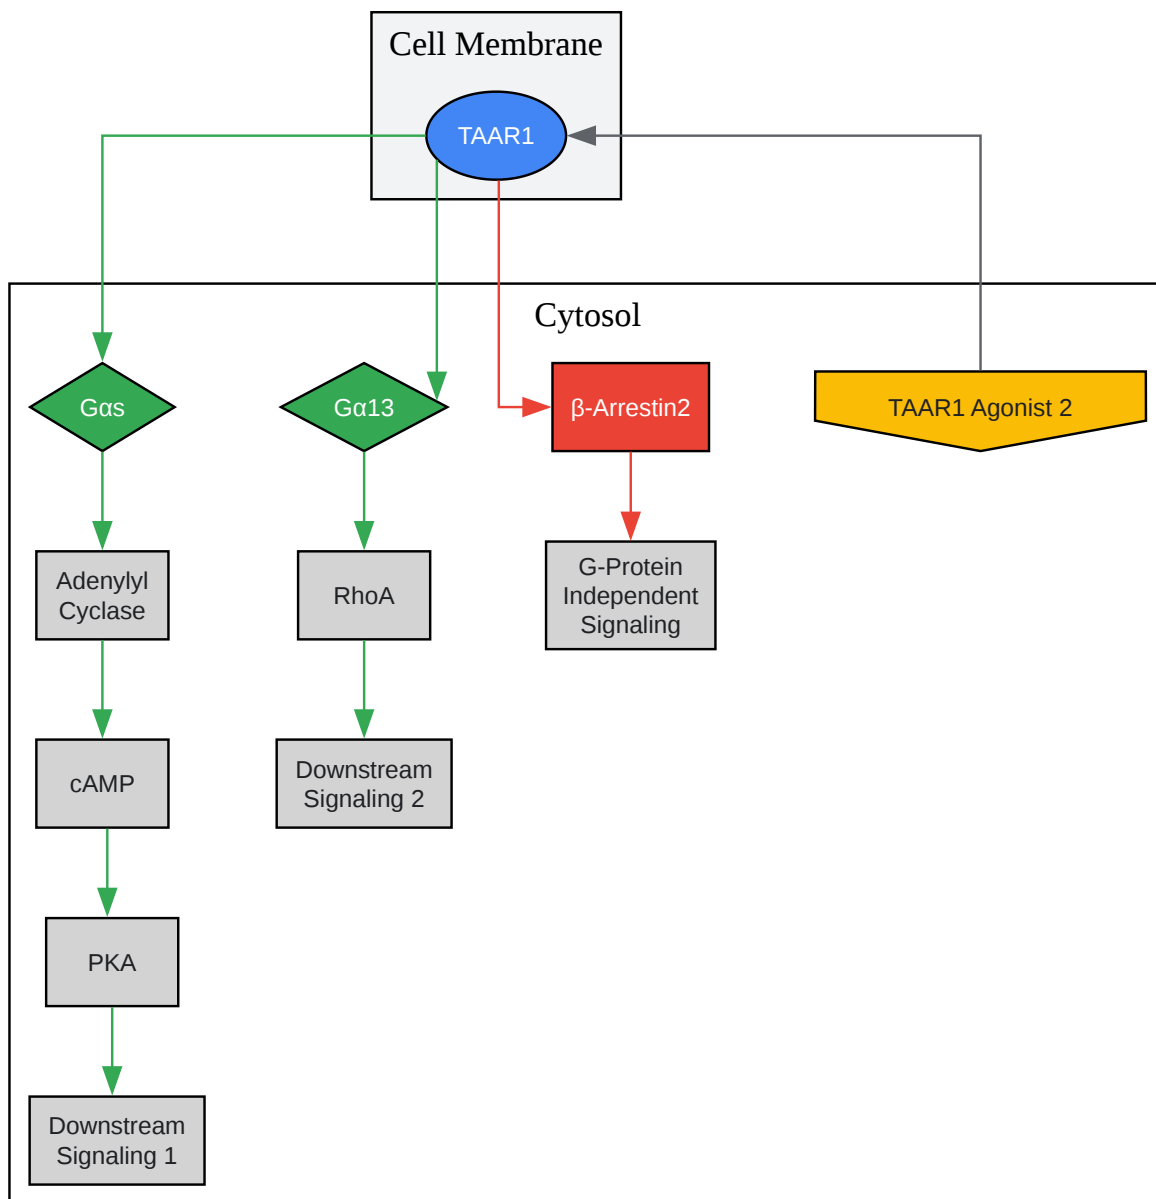 Cell Membrane
TAAR1
Cytosol
Gαs
Gα13
β-Arrestin2
TAAR1 Agonist 2
Adenylyl
Cyclase
RhoA
G-Protein
Independent
Signaling
cAMP
Downstream
Signaling 2
PKA
Downstream
Signaling 1